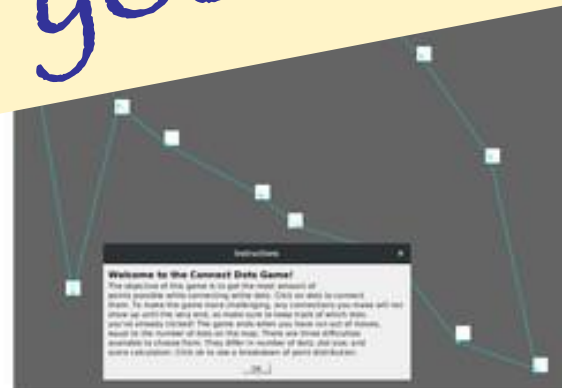 you
Instructions
Welcome to the Connect Dots Game!
The objective of this game is to get the most amount of
points possible while connecting white dots. Click on dots to connect
them. To make the game more challenging, any connections you make will not
show up until the very end, so make sure to keep track of which dots
you've already clicked! The game ends when you have run out of moves,
equal to the number of dots on the map. There are three difficulties
available to choose from. They differ in number of dots, dot size, and
score calculation. Click ok to see a breakdown of point distribution.
OK